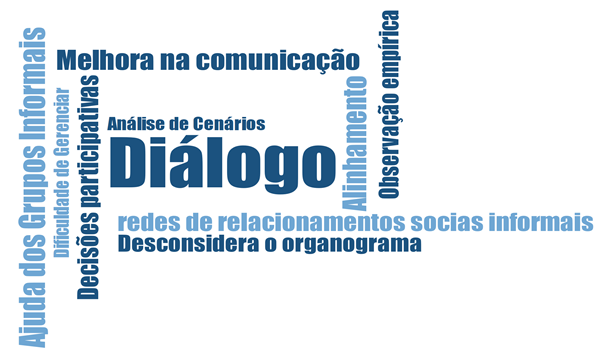 Ajuda dos Grupos Informais
Dificuldade de Gerenciar
Decisões participativas
Melhora na comunicação
Análise de Cenários
Diálogo
Alinhamento
Observação empírica
redes de relacionamentos socias informais
Desconsidera o organograma